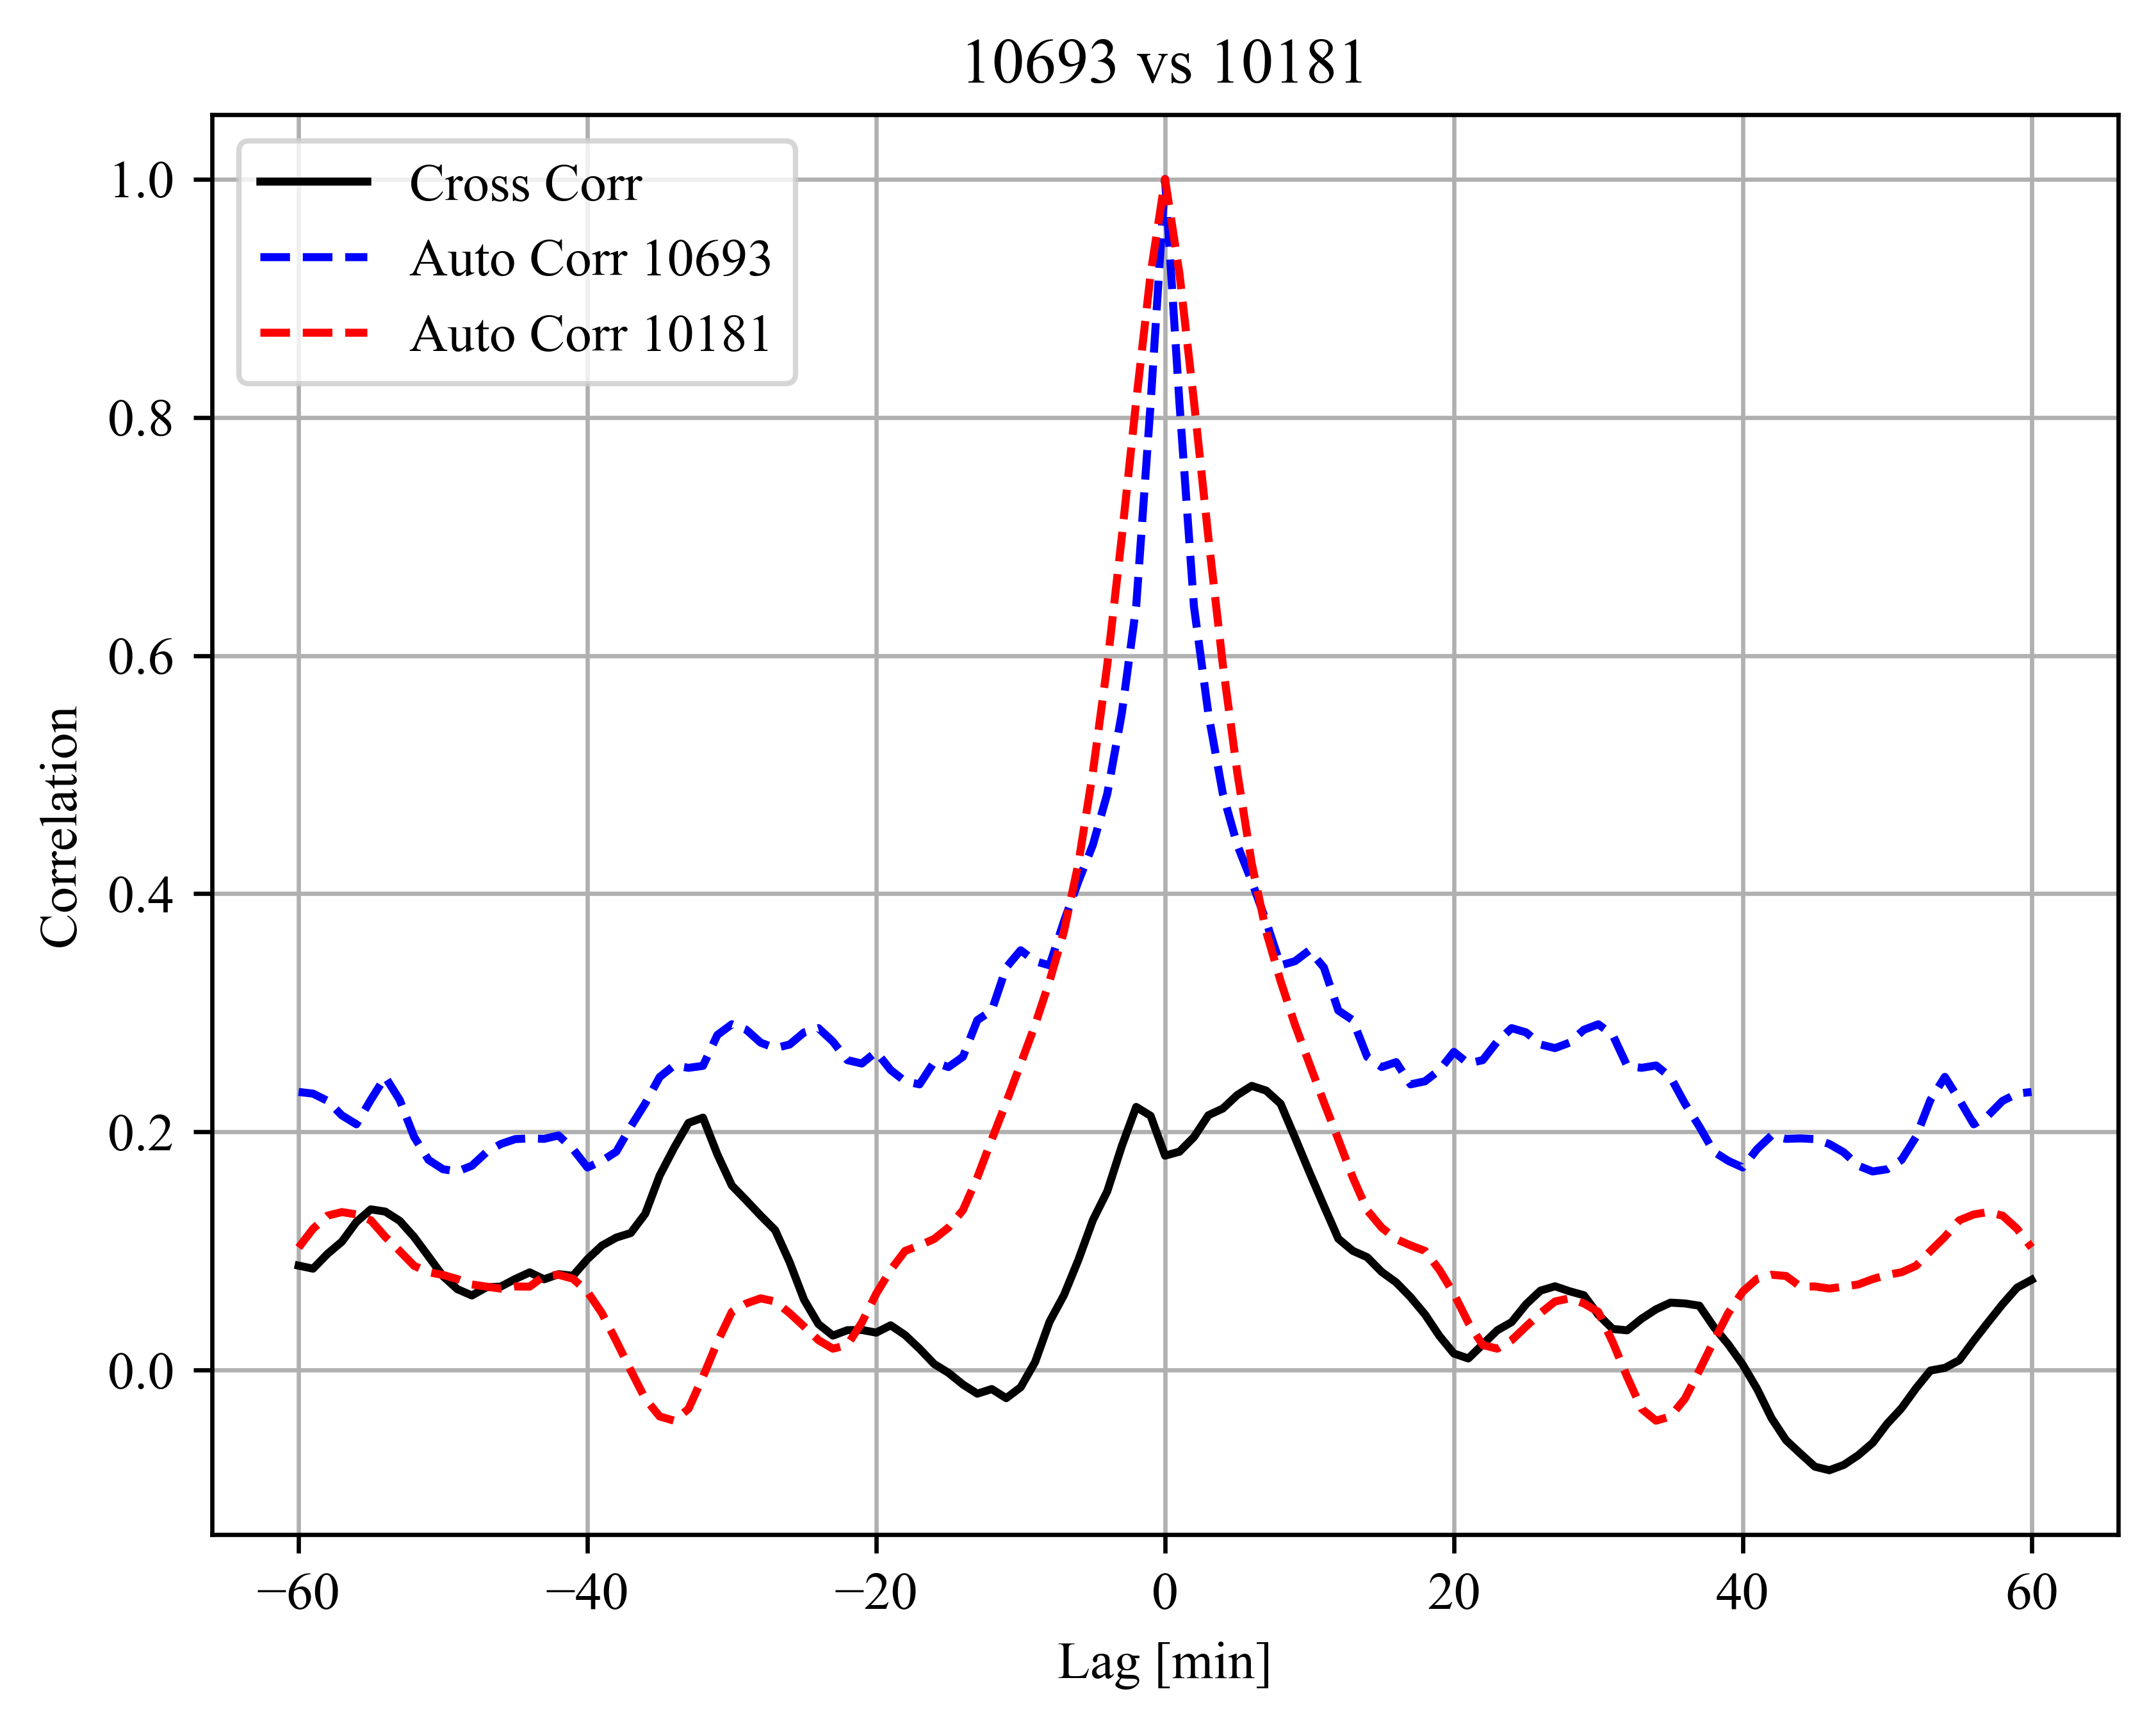 10693 vs 10181
Cross Corr
Auto Corr 10693
Auto Corr 10181
1.0
0.8
0.6
0.4
0.2
0.0
Correlation
−60 −40 −20 0 20 40 60
Lag [min]